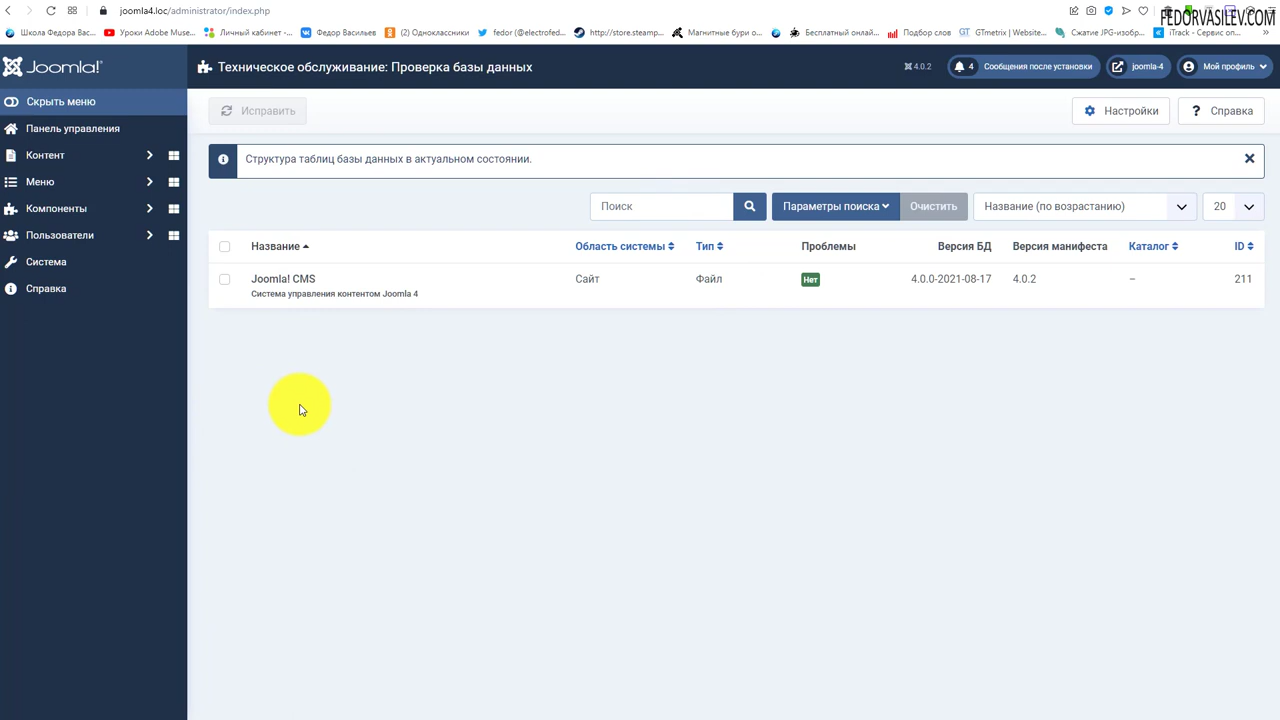 joomla4.loc/administrator/index.php
FEDORVASILEV.COM
Школа Федора Вас...
Уроки Adobe Muse...
Личный кабинет -...
Федор Васильев
(2) Одноклассники
fedor (@electrofed...
http://store.steamp...
Магнитные бури о...
Бесплатный онлай...
Подбор слов
GTmetrix | Website...
Сжатие JPG-изобр...
iTrack - Сервис оп...
»
Joomla!
Техническое обслуживание: Проверка базы данных
4.0.2
4 Сообщения после установки
joomla-4
Мой профиль
Скрыть меню
Панель управления
Контент
Меню
Компоненты
Пользователи
Система
Справка
Исправить
Настройки
? Справка
Структура таблиц базы данных в актуальном состоянии.
Поиск
Параметры поиска
Очистить
Название (по возрастанию)
20
Название Область системы Тип Проблемы Версия БД Версия манифеста Каталог ID
Joomla! CMS Сайт Файл Нет 4.0.0-2021-08-17 4.0.2 – 211
Система управления контентом Joomla 4